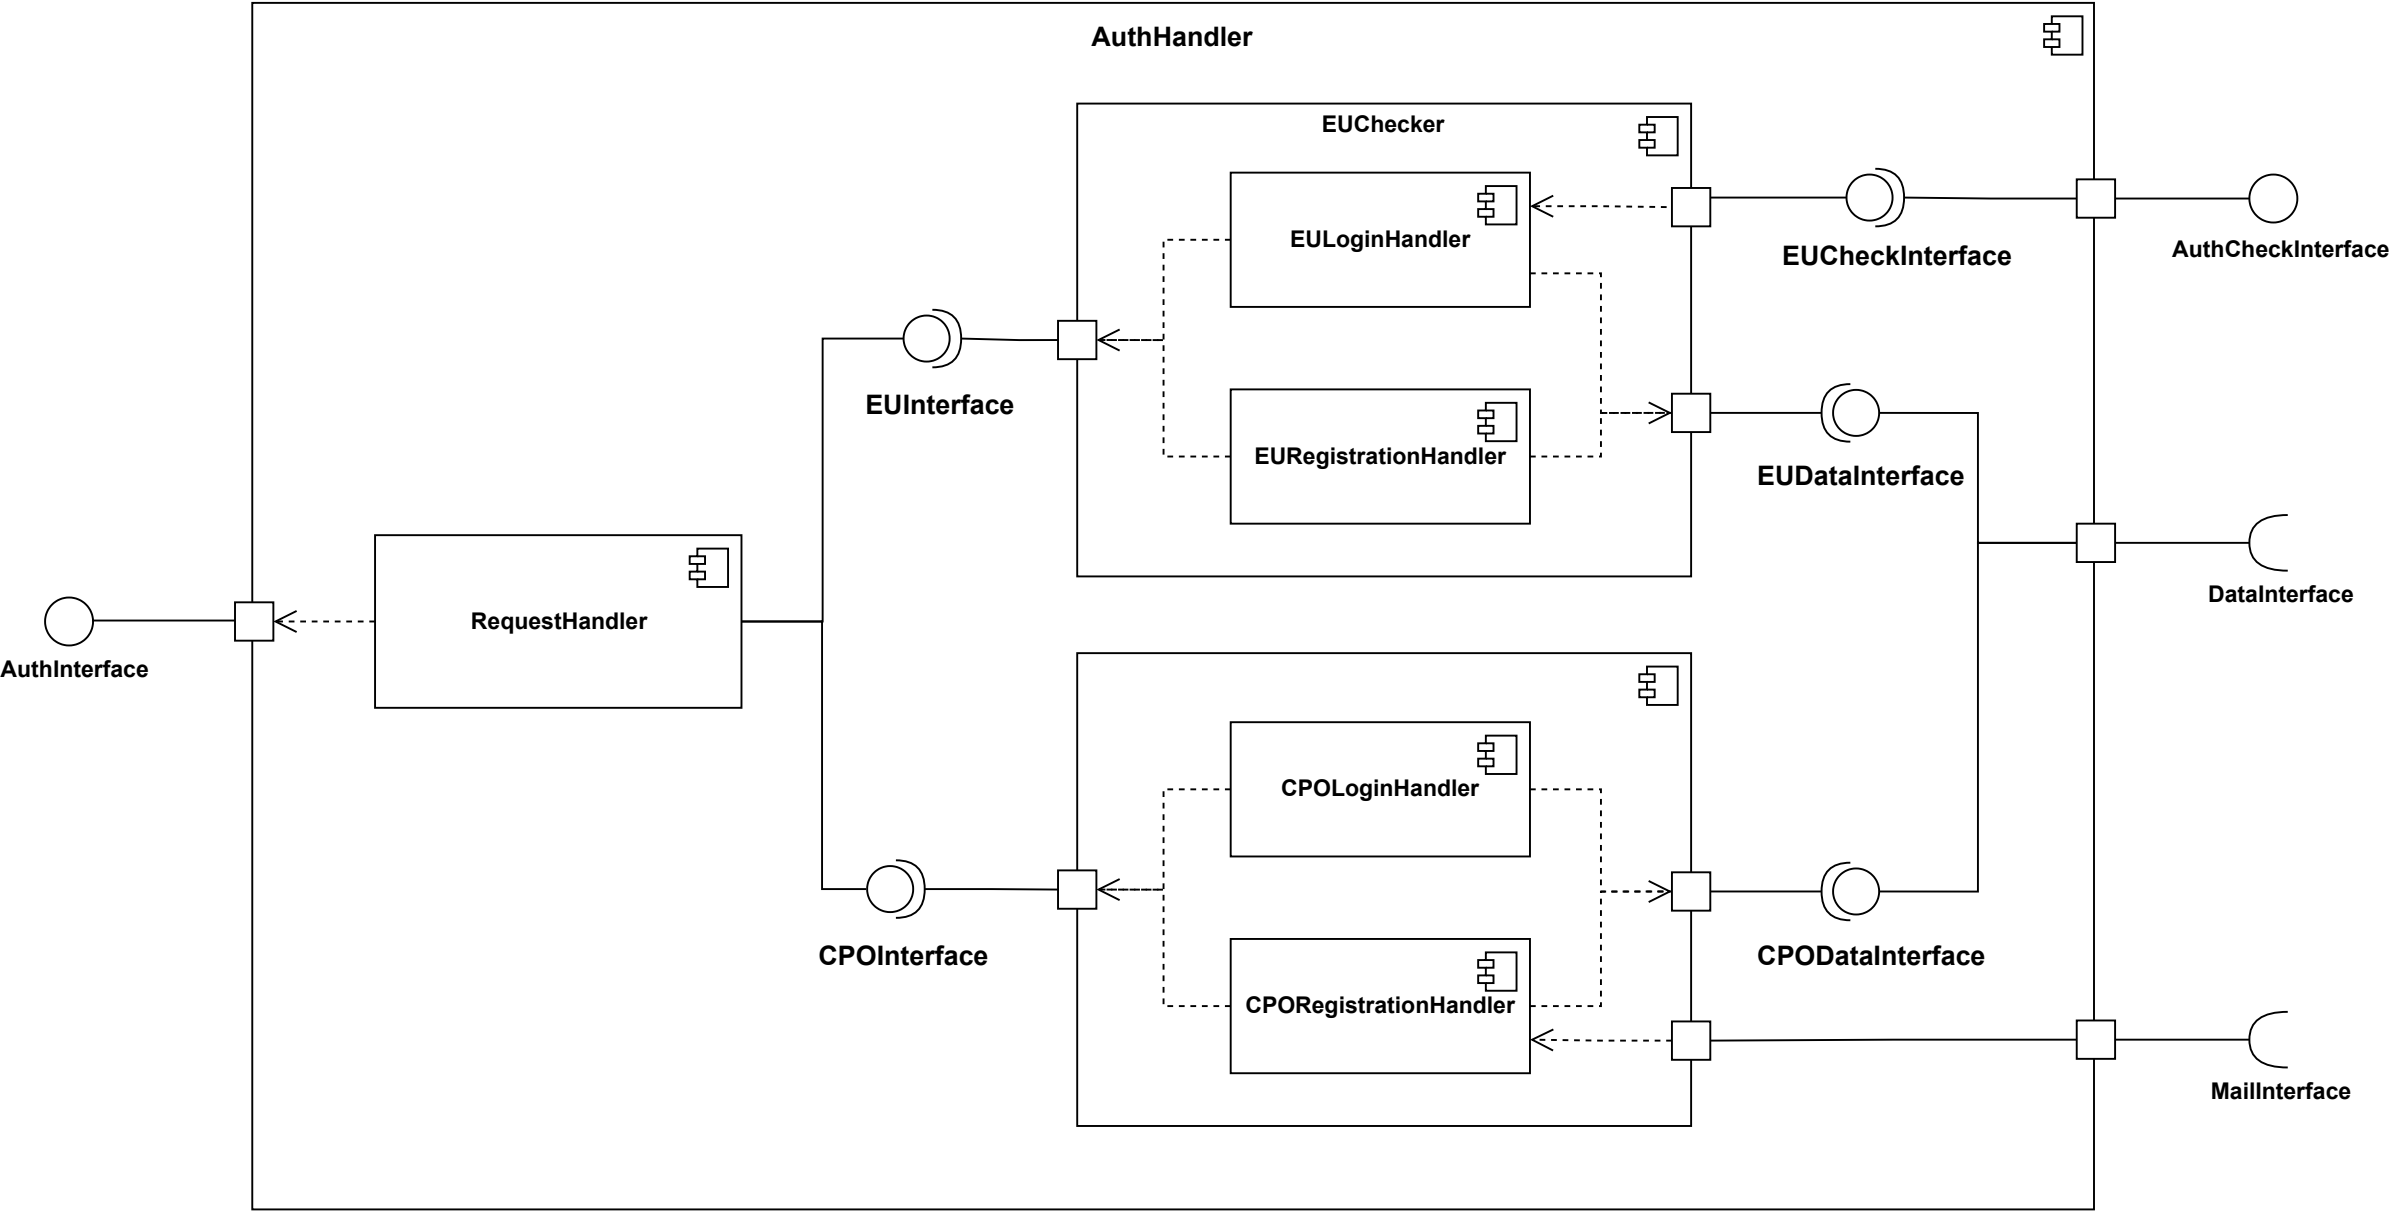 AuthHandler
EUChecker
EULoginHandler
EUCheckInterface
AuthCheckInterface
EUInterface
EURegistrationHandler
EUDataInterface
RequestHandler
DataInterface
AuthInterface
CPOLoginHandler
CPOInterface
CPODataInterface
CPORegistrationHandler
MailInterface